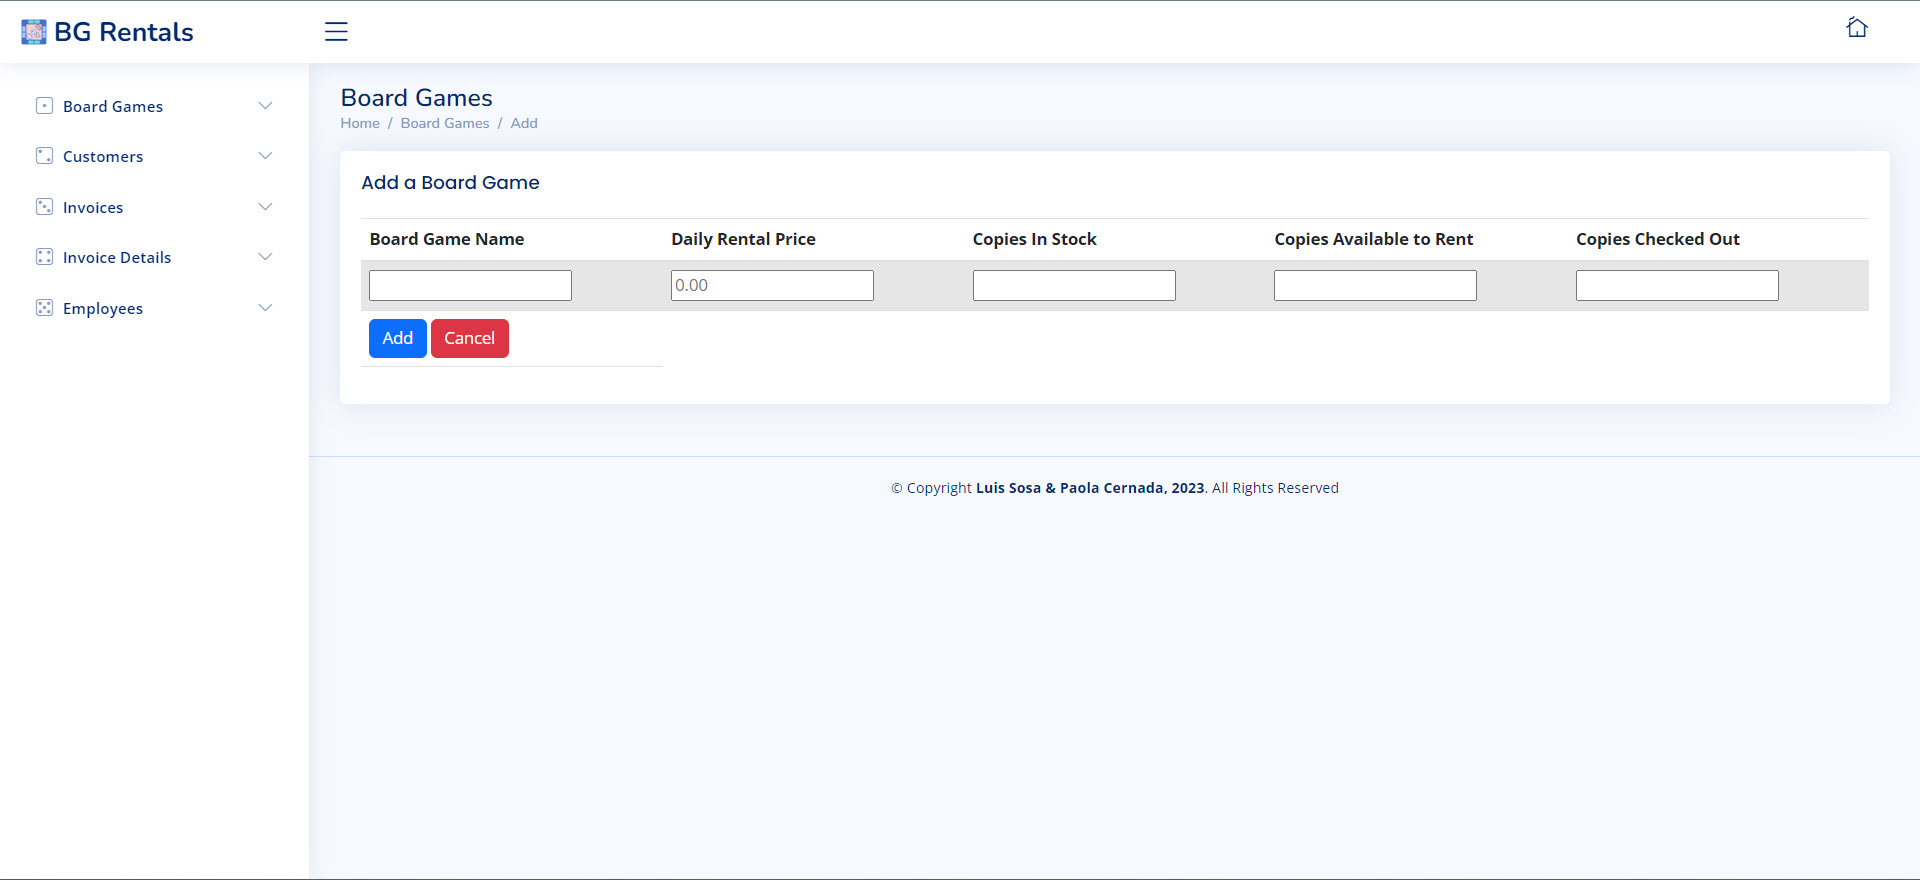 BG Rentals
Board Games
Customers
Invoices
Invoice Details
Employees
Board Games
Home / Board Games / Add
Add a Board Game
Board Game Name Daily Rental Price Copies In Stock Copies Available to Rent Copies Checked Out
0.00
Add Cancel
© Copyright Luis Sosa & Paola Cernada, 2023. All Rights Reserved